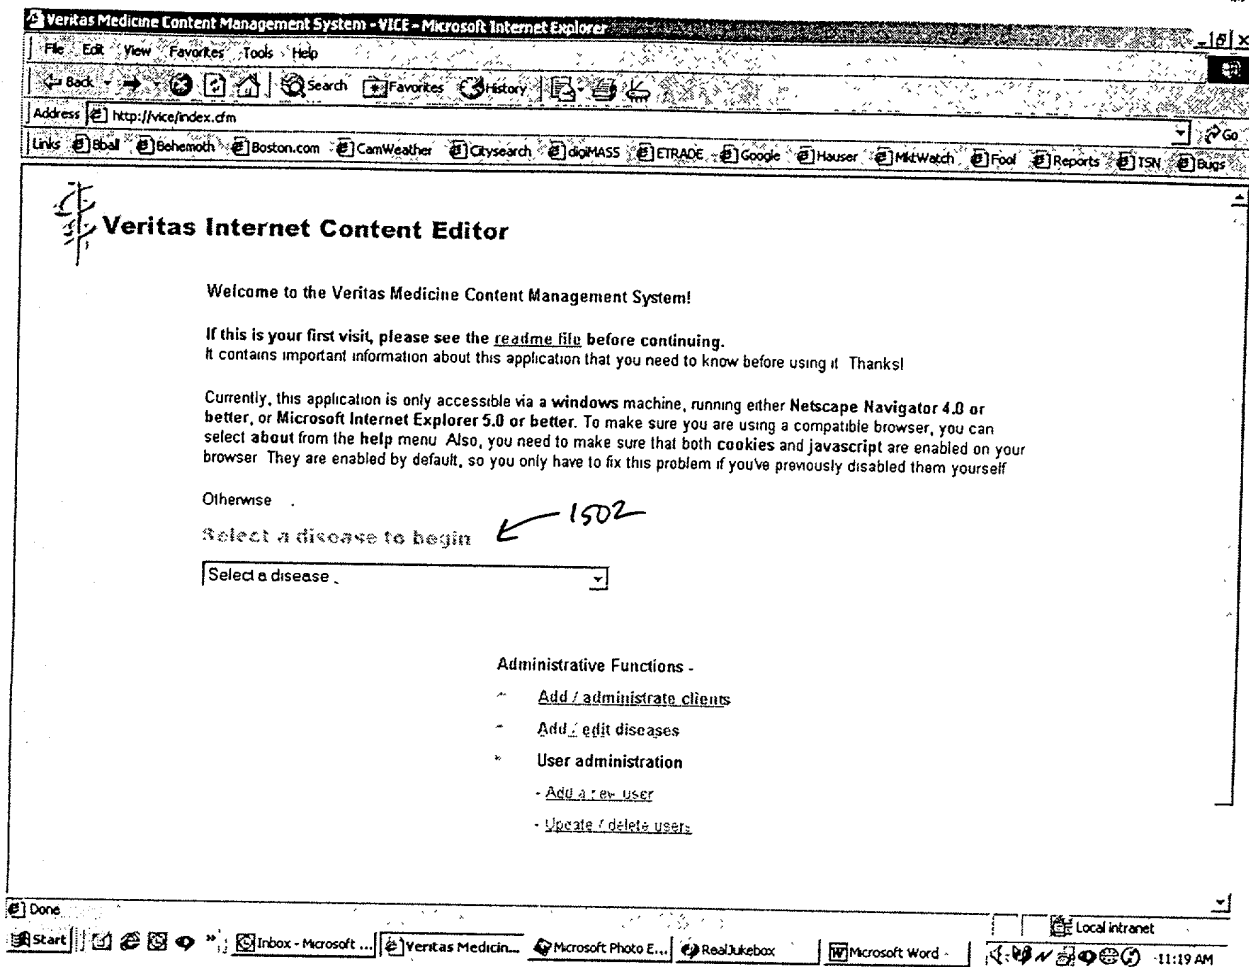 Veritas Medicine Content Management System - VICE - Microsoft Internet Explorer
File Edit View Favorites Tools Help
Back Search Favorites History
Address http://vice/index.cfm Go
Links Bball Behemoth Boston.com CamWeather Citysearch digiMASS ETRADE Google Hauser MktWatch Fool Reports TSN Bugs
Veritas Internet Content Editor
Welcome to the Veritas Medicine Content Management System!
If this is your first visit, please see the readme file before continuing.
It contains important information about this application that you need to know before using it Thanks!
Currently, this application is only accessible via a windows machine, running either Netscape Navigator 4.0 or
better, or Microsoft Internet Explorer 5.0 or better. To make sure you are using a compatible browser, you can
select about from the help menu Also, you need to make sure that both cookies and javascript are enabled on your
browser They are enabled by default, so you only have to fix this problem if you've previously disabled them yourself
Otherwise .
1502
Select a disease to begin
Select a disease .
Administrative Functions -
Add / administrate clients
Add / edit diseases
User administration
- Add a new user
- Update / delete users
Done
Local intranet
Start Inbox - Microsoft ... Veritas Medicin... Microsoft Photo E... RealJukebox Microsoft Word - 11:19 AM